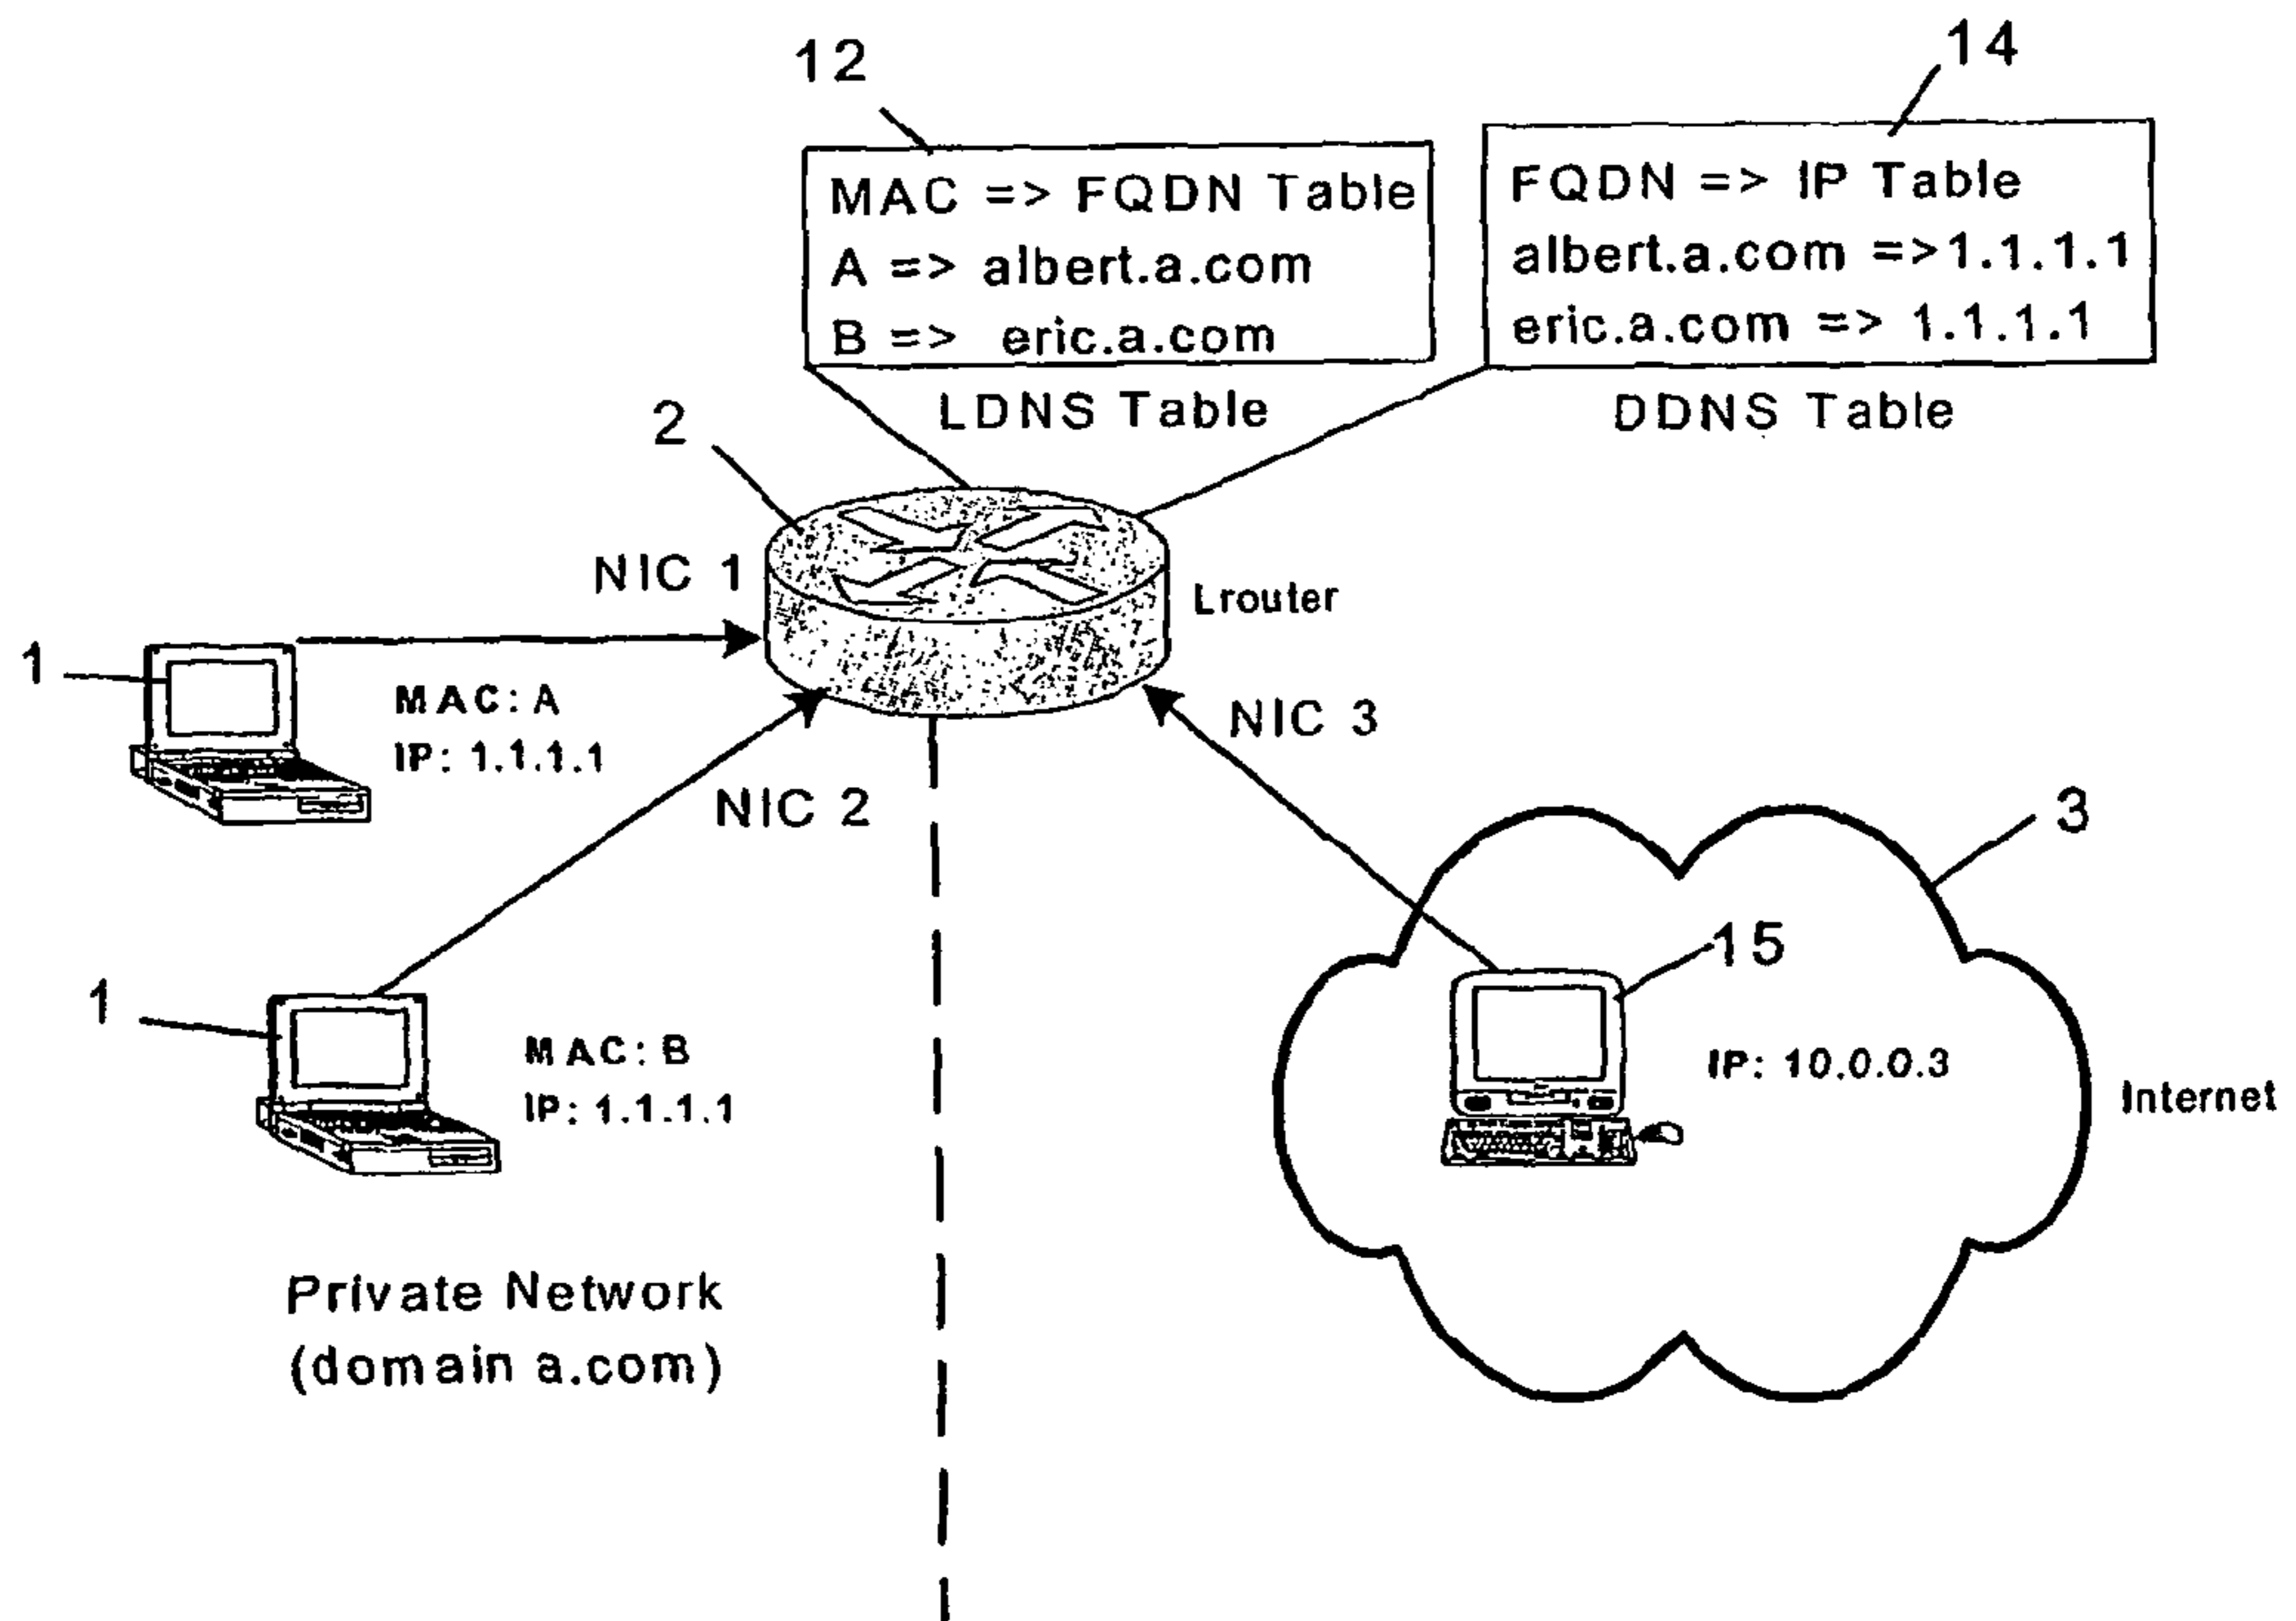 12
14
MAC => FQDN Table
A => albert.a.com
B => eric.a.com
LDNS Table
FQDN => IP Table
albert.a.com =>1.1.1.1
eric.a.com => 1.1.1.1
DDNS Table
2
NIC 1
Lrouter
1
MAC: A
IP: 1.1.1.1
NIC 2
NIC 3
3
15
1
MAC: B
IP: 1.1.1.1
IP: 10.0.0.3
Internet
Private Network
(domain a.com)